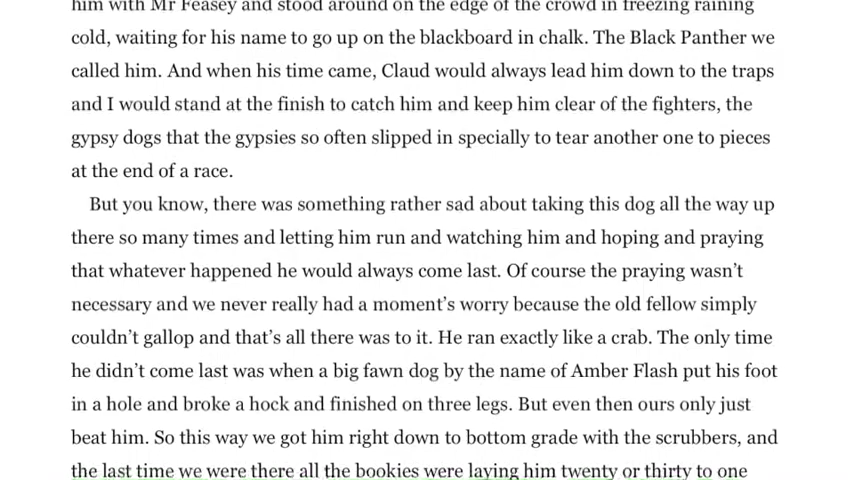 him with Mr Feasey and stood around on the edge of the crowd in freezing raining
cold, waiting for his name to go up on the blackboard in chalk. The Black Panther we
called him. And when his time came, Claud would always lead him down to the traps
and I would stand at the finish to catch him and keep him clear of the fighters, the
gypsy dogs that the gypsies so often slipped in specially to tear another one to pieces
at the end of a race.
But you know, there was something rather sad about taking this dog all the way up
there so many times and letting him run and watching him and hoping and praying
that whatever happened he would always come last. Of course the praying wasn’t
necessary and we never really had a moment’s worry because the old fellow simply
couldn’t gallop and that’s all there was to it. He ran exactly like a crab. The only time
he didn’t come last was when a big fawn dog by the name of Amber Flash put his foot
in a hole and broke a hock and finished on three legs. But even then ours only just
beat him. So this way we got him right down to bottom grade with the scrubbers, and
the last time we were there all the bookies were laying him twenty or thirty to one